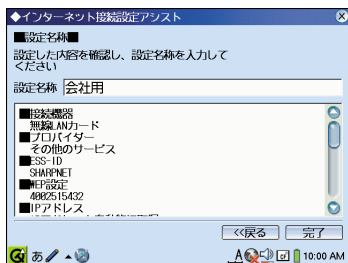 ◆インターネット接続設定アシスト
■設定名称■
設定した内容を確認し、設定名称を入力して
ください
設定名称 会社用
■接続機器
無線LANカード
■プロバイダー
その他のサービス
■ESS-ID
SHARPNET
■WEP設定
4002515432
■IPアドレス
<<戻る 完了
あ A 10:00 AM